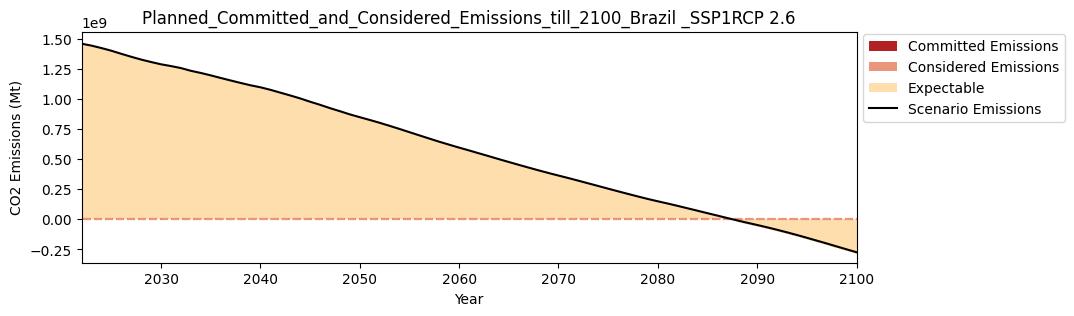 Planned_Committed_and_Considered_Emissions_till_2100_Brazil _SSP1RCP 2.6
1e9
1.50
1.25
1.00
0.75
0.50
0.25
0.00
−0.25
CO2 Emissions (Mt)
2030 2040 2050 2060 2070 2080 2090 2100
Year
Committed Emissions
Considered Emissions
Expectable
Scenario Emissions